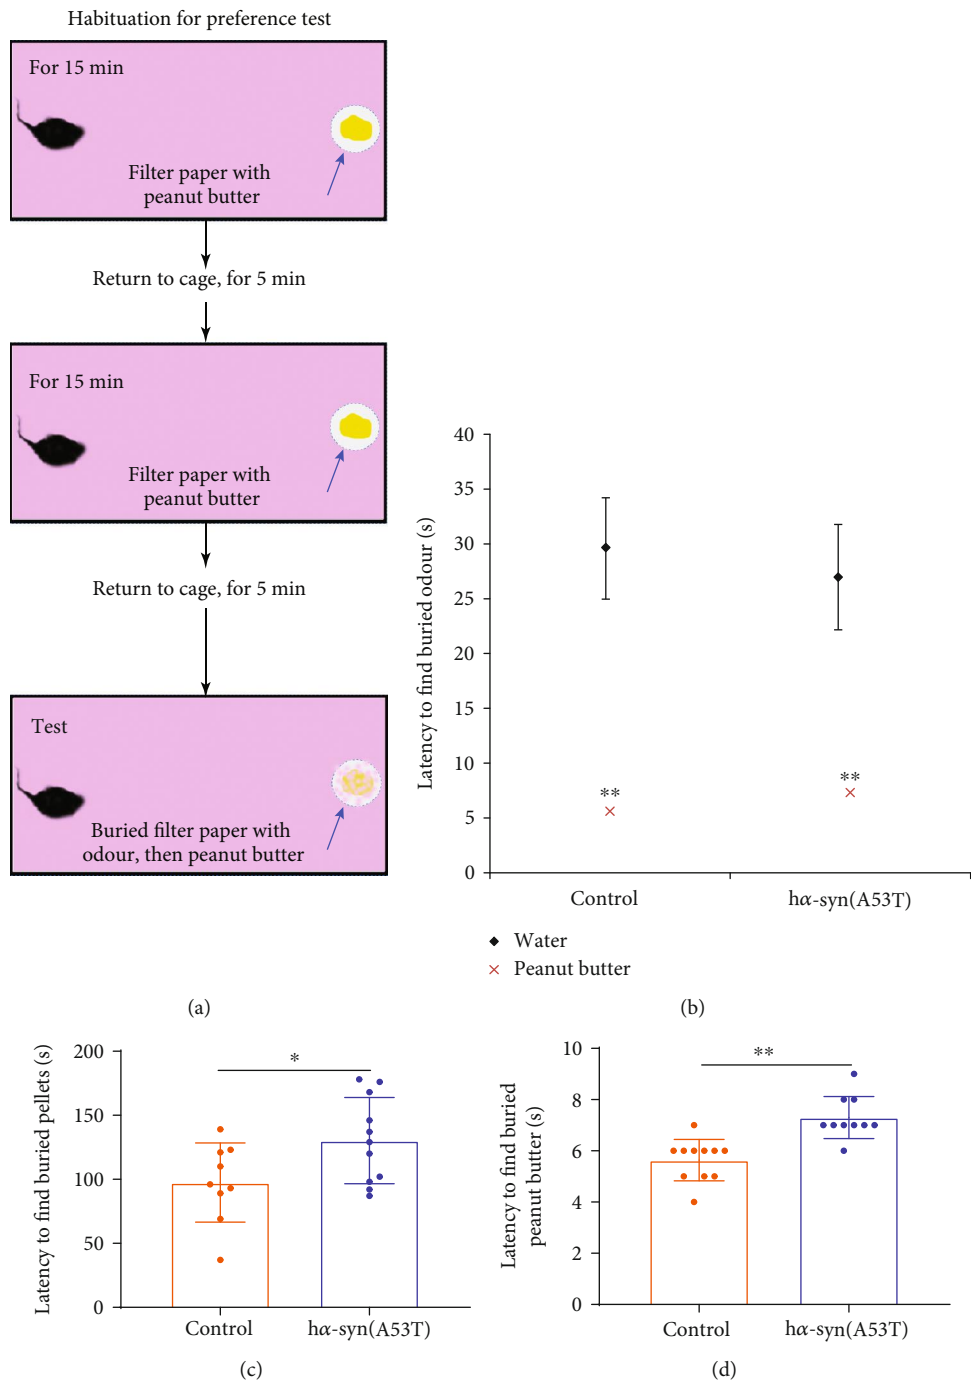 Habituation for preference test
For 15 min
Filter paper with
peanut butter
Return to cage, for 5 min
For 15 min
Filter paper with
peanut butter
Return to cage, for 5 min
Test
Buried filter paper with
odour, then peanut butter
(a)
Latency to find buried odour (s)
40
35
30
25
20
15
10
5
0
**
**
Control
hα-syn(A53T)
Water
Peanut butter
(b)
Latency to find buried pellets (s)
200
150
100
50
0
*
Control
hα-syn(A53T)
(c)
Latency to find buried
peanut butter (s)
10
8
6
4
2
0
**
Control
hα-syn(A53T)
(d)